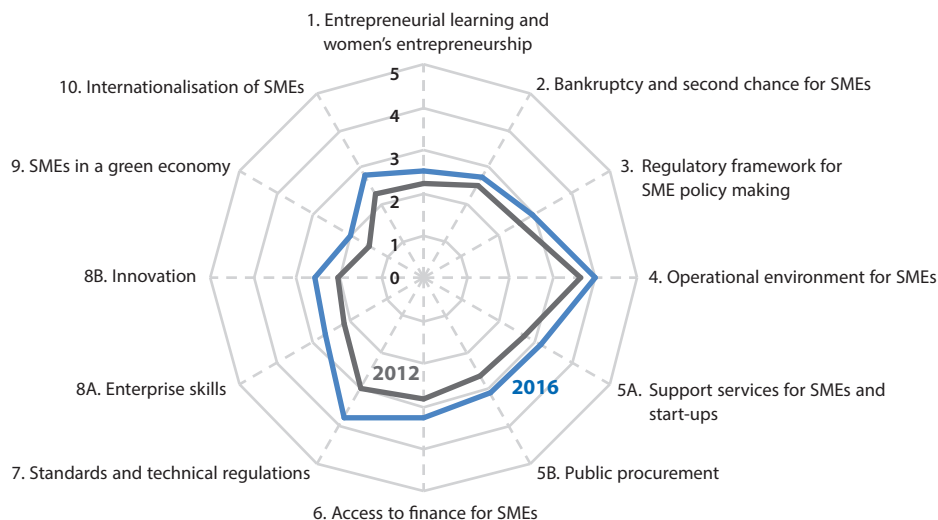 1. Entrepreneurial learning and
women’s entrepreneurship
2. Bankruptcy and second chance for SMEs
3. Regulatory framework for
SME policy making
4. Operational environment for SMEs
5A. Support services for SMEs and
start-ups
5B. Public procurement
6. Access to finance for SMEs
7. Standards and technical regulations
8A. Enterprise skills
8B. Innovation
9. SMEs in a green economy
10. Internationalisation of SMEs
5
4
3
2
1
0
2012
2016